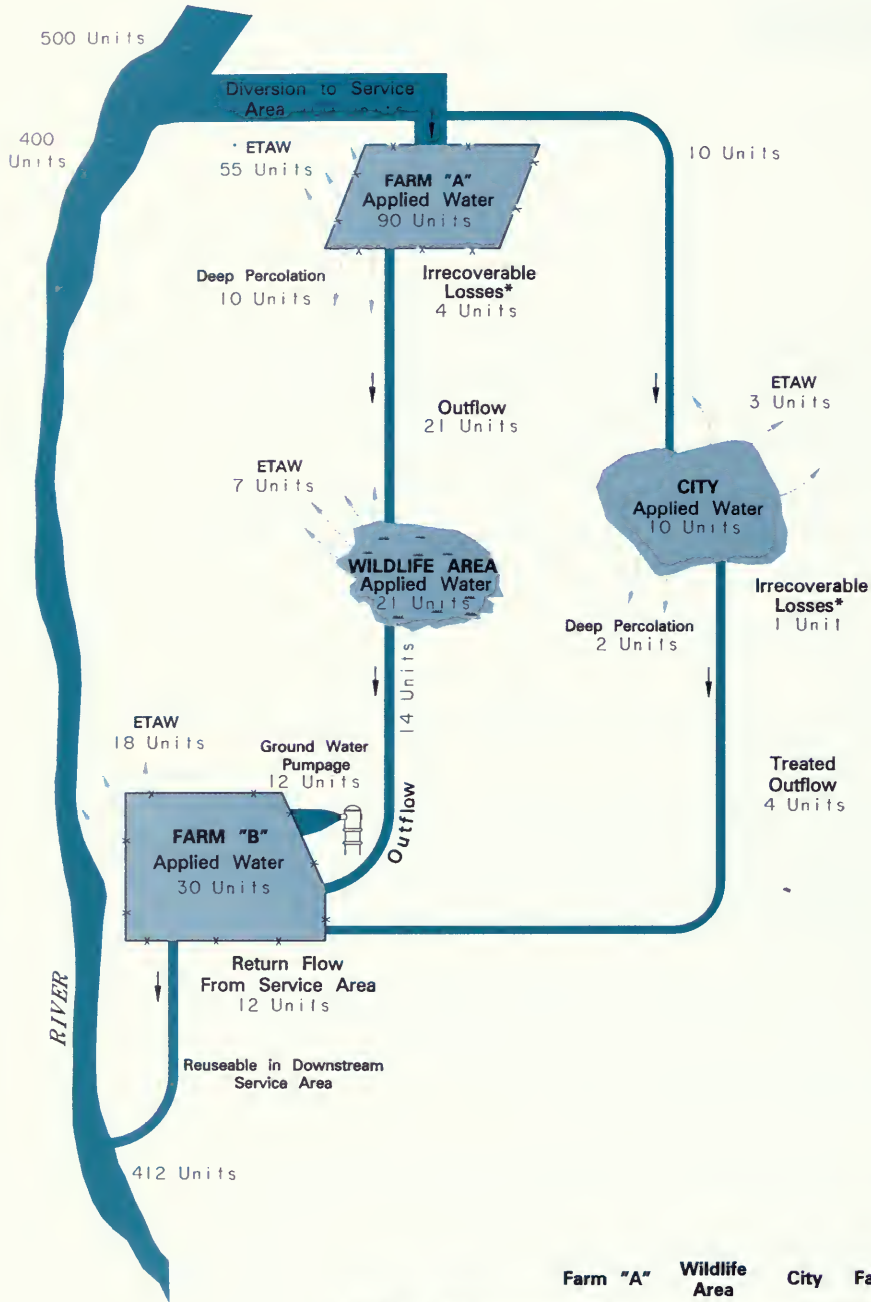 500 Units
Diversion to Service
Area
400
Units
ETAW
55 Units
10 Units
FARM "A"
Applied Water
90 Units
Deep Percolation
10 Units
Irrecoverable
Losses*
4 Units
Outflow
21 Units
ETAW
3 Units
ETAW
7 Units
CITY
Applied Water
10 Units
WILDLIFE AREA
Applied Water
21 Units
Irrecoverable
Losses*
1 Unit
Deep Percolation
2 Units
14 Units
ETAW
18 Units
Ground Water
Pumpage
12 Units
Outflow
Treated
Outflow
4 Units
FARM "B"
Applied Water
30 Units
Return Flow
From Service Area
12 Units
RIVER
Reuseable in Downstream
Service Area
412 Units
Farm "A" Wildlife Area City Fa